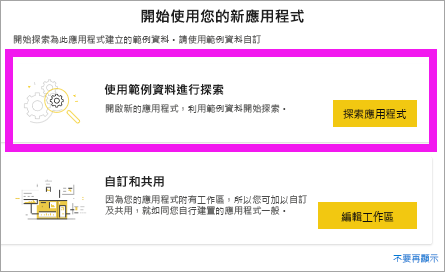 開始使用您的新應用程式
開始探索為此應用程式建立的範例資料。請使用範例資料自訂
使用範例資料進行探索
開啟新的應用程式，利用範例資料開始探索。
探索應用程式
自訂和共用
因為您的應用程式附有工作區，所以您可以加以自訂
及共用，就如同您自行建置的應用程式一般。
編輯工作區
不要再顯示